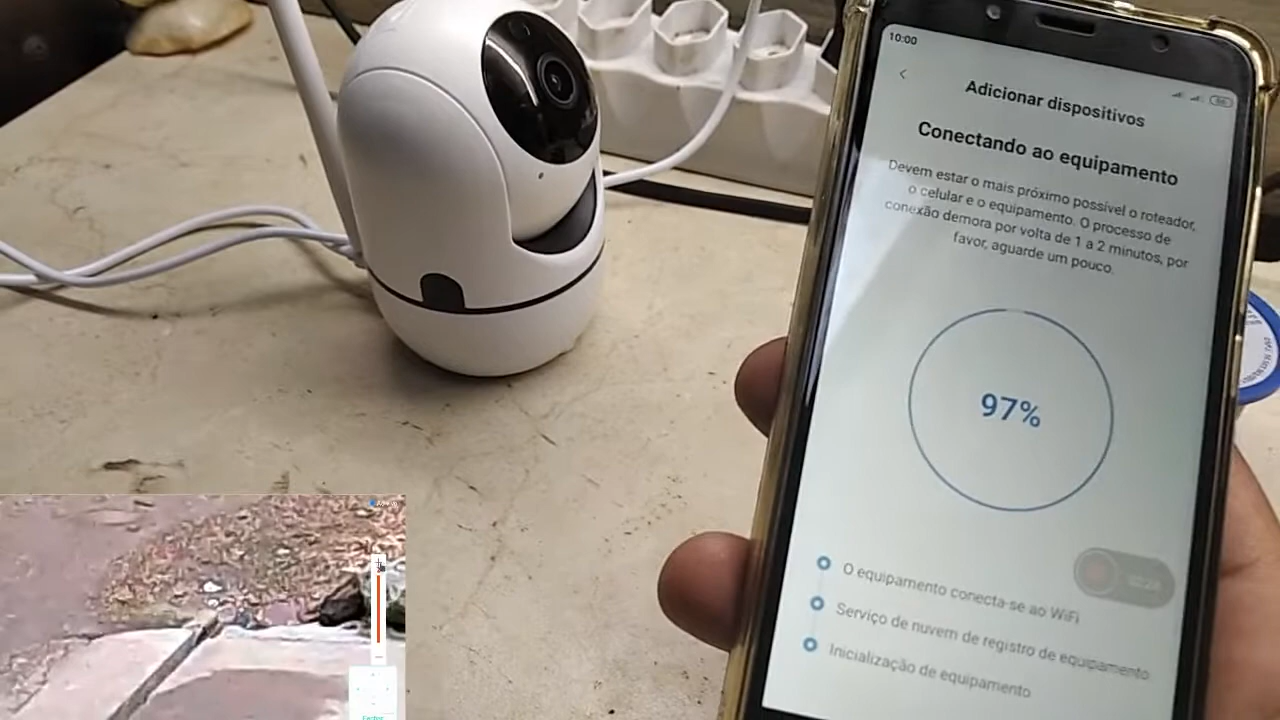 10:00
Adicionar dispositivos
Conectando ao equipamento
Devem estar o mais próximo possível o roteador,
o celular e o equipamento. O processo de
conexão demora por volta de 1 a 2 minutos, por
favor, aguarde um pouco.
97%
O equipamento conecta-se ao WiFi
Serviço de nuvem de registro de equipamento
Inicialização de equipamento
Fechar